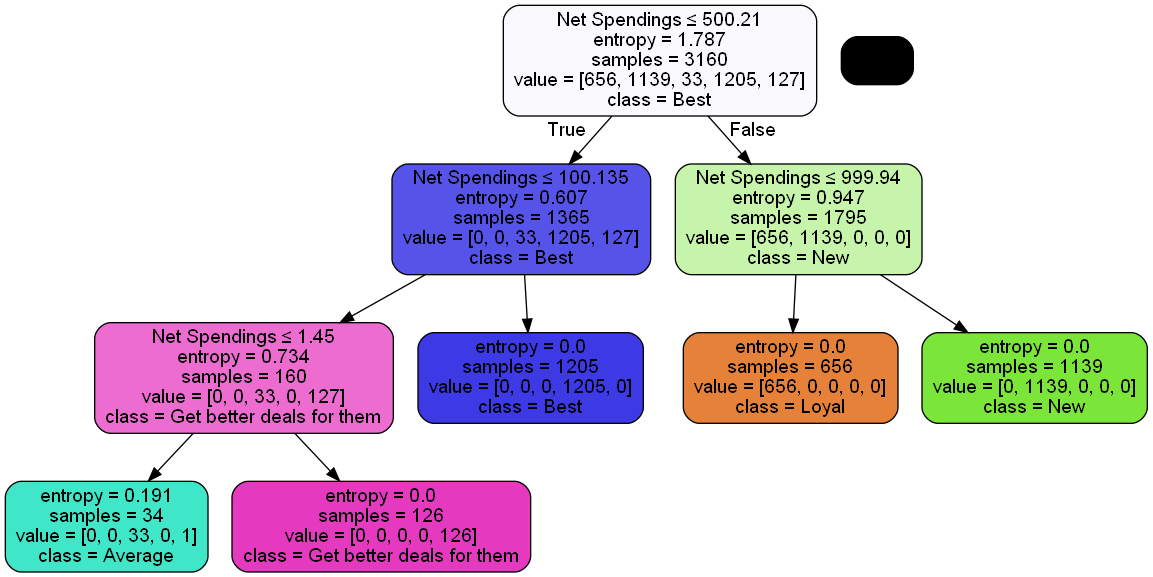 Net Spendings ≤ 500.21
entropy = 1.787
samples = 3160
value = [656, 1139, 33, 1205, 127]
class = Best
True
False
Net Spendings ≤ 100.135
entropy = 0.607
samples = 1365
value = [0, 0, 33, 1205, 127]
class = Best
Net Spendings ≤ 999.94
entropy = 0.947
samples = 1795
value = [656, 1139, 0, 0, 0]
class = New
Net Spendings ≤ 1.45
entropy = 0.734
samples = 160
value = [0, 0, 33, 0, 127]
class = Get better deals for them
entropy = 0.0
samples = 1205
value = [0, 0, 0, 1205, 0]
class = Best
entropy = 0.0
samples = 656
value = [656, 0, 0, 0, 0]
class = Loyal
entropy = 0.0
samples = 1139
value = [0, 1139, 0, 0, 0]
class = New
entropy = 0.191
samples = 34
value = [0, 0, 33, 0, 1]
class = Average
entropy = 0.0
samples = 126
value = [0, 0, 0, 0, 126]
class = Get better deals for them